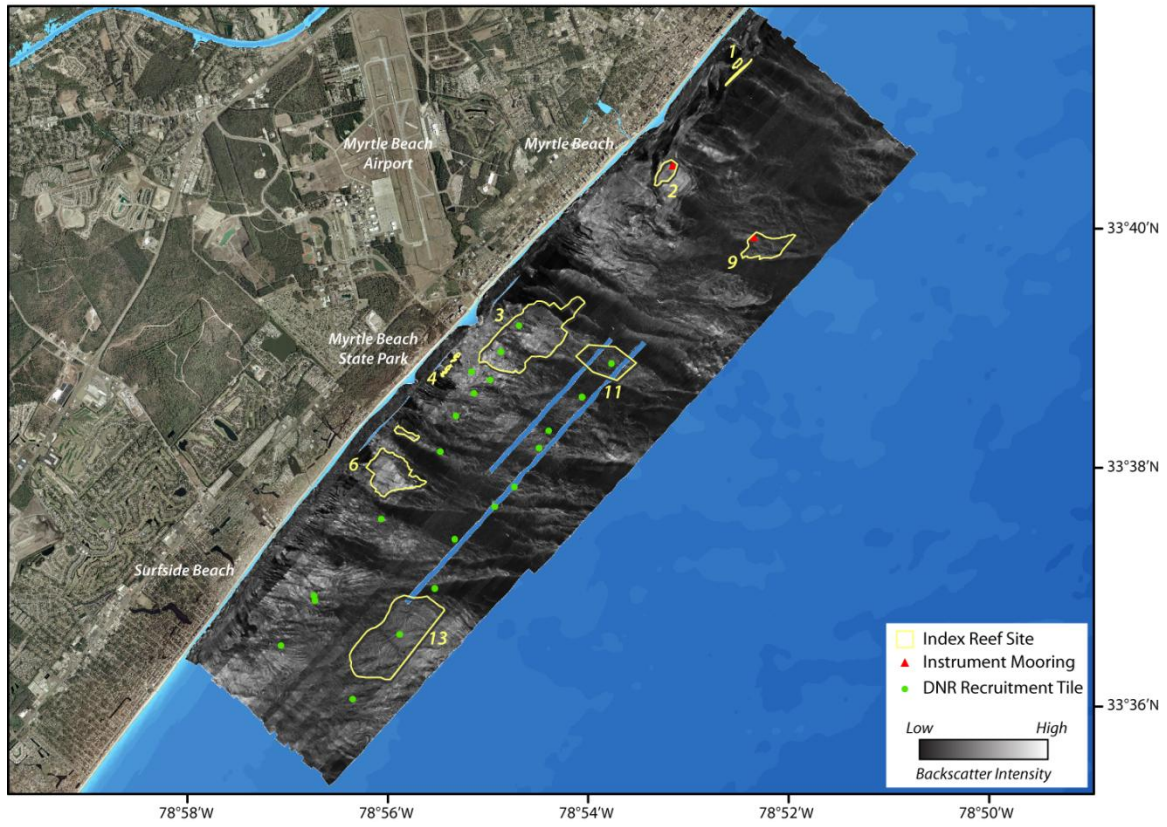 1
Myrtle Beach
Airport
Myrtle Beach
2
33°40'N
9
3
Myrtle Beach
State Park
4
11
6
33°38'N
Surfside Beach
13
Index Reef Site
Instrument Mooring
DNR Recruitment Tile
33°36'N
Low High
Backscatter Intensity
78°58'W 78°56'W 78°54'W 78°52'W 78°50'W